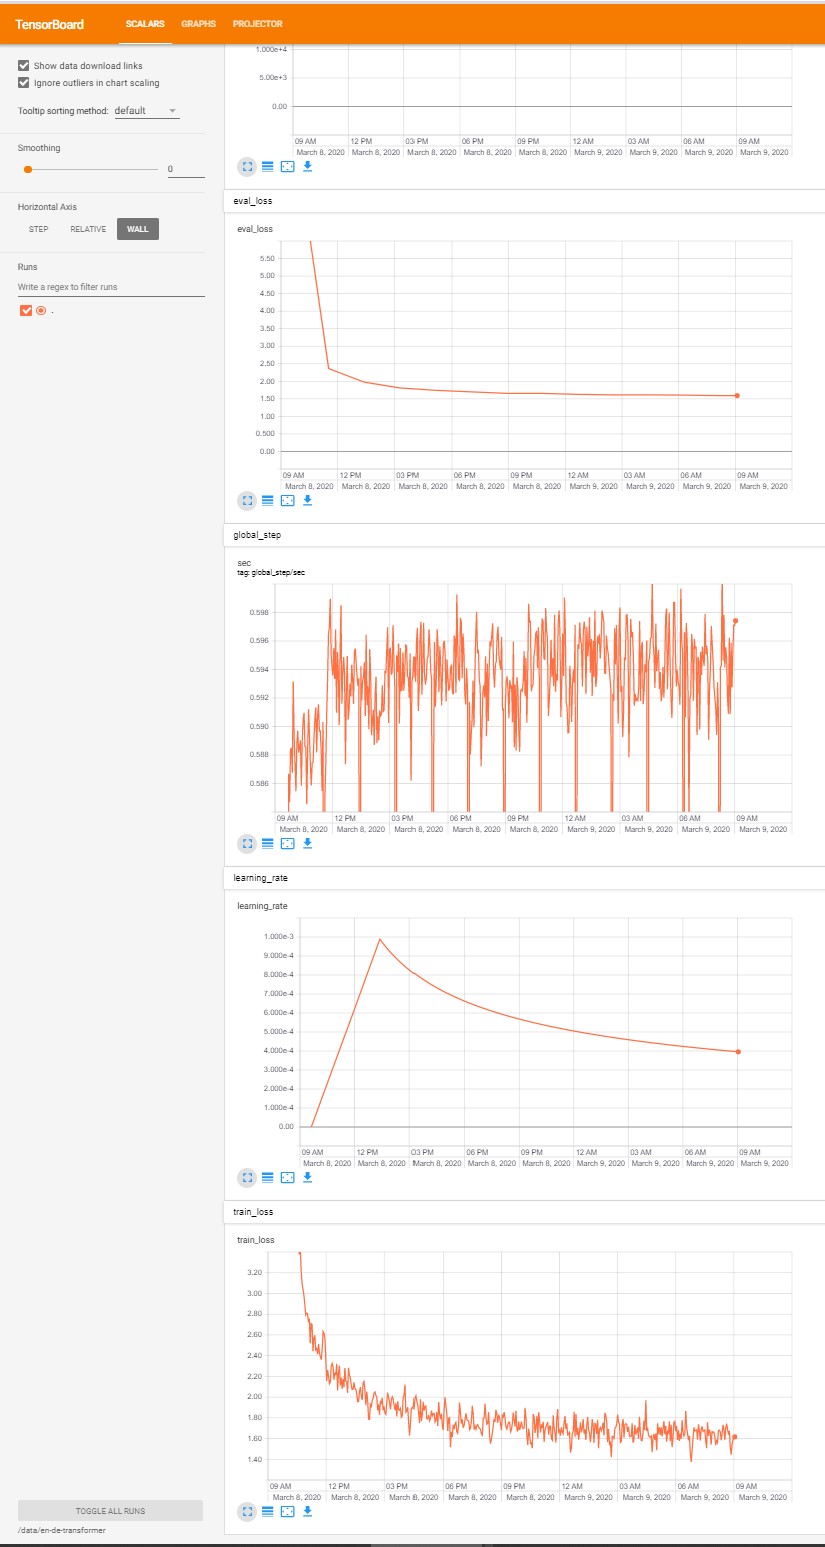 TensorBoard SCALARS GRAPHS PROJECTOR
Show data download links
Ignore outliers in chart scaling
Tooltip sorting method: default
Smoothing
0
Horizontal Axis
STEP RELATIVE WALL
Runs
Write a regex to filter runs
.
TOGGLE ALL RUNS
/data/en-de-transformer
1.000e+4
5.00e+3
0.00
09 AM 12 PM 03 PM 06 PM 09 PM 12 AM 03 AM 06 AM 09 AM
March 8, 2020 March 8, 2020 March 8, 2020 March 8, 2020 March 8, 2020 March 9, 2020 March 9, 2020 March 9, 2020 March 9, 2020
eval_loss
eval_loss
5.50
5.00
4.50
4.00
3.50
3.00
2.50
2.00
1.50
1.00
0.500
0.00
09 AM 12 PM 03 PM 06 PM 09 PM 12 AM 03 AM 06 AM 09 AM
March 8, 2020 March 8, 2020 March 8, 2020 March 8, 2020 March 8, 2020 March 9, 2020 March 9, 2020 March 9, 2020 March 9, 2020
global_step
sec
tag: global_step/sec
0.598
0.596
0.594
0.592
0.590
0.588
0.586
09 AM 12 PM 03 PM 06 PM 09 PM 12 AM 03 AM 06 AM 09 AM
March 8, 2020 March 8, 2020 March 8, 2020 March 8, 2020 March 8, 2020 March 9, 2020 March 9, 2020 March 9, 2020 March 9, 2020
learning_rate
learning_rate
1.000e-3
9.000e-4
8.000e-4
7.000e-4
6.000e-4
5.000e-4
4.000e-4
3.000e-4
2.000e-4
1.000e-4
0.00
09 AM 12 PM 03 PM 06 PM 09 PM 12 AM 03 AM 06 AM 09 AM
March 8, 2020 March 8, 2020 March 8, 2020 March 8, 2020 March 8, 2020 March 9, 2020 March 9, 2020 March 9, 2020 March 9, 2020
train_loss
train_loss
3.20
3.00
2.80
2.60
2.40
2.20
2.00
1.80
1.60
1.40
09 AM 12 PM 03 PM 06 PM 09 PM 12 AM 03 AM 06 AM 09 AM
March 8, 2020 March 8, 2020 March 8, 2020 March 8, 2020 March 8, 2020 March 9, 2020 March 9, 2020 March 9, 2020 March 9, 2020